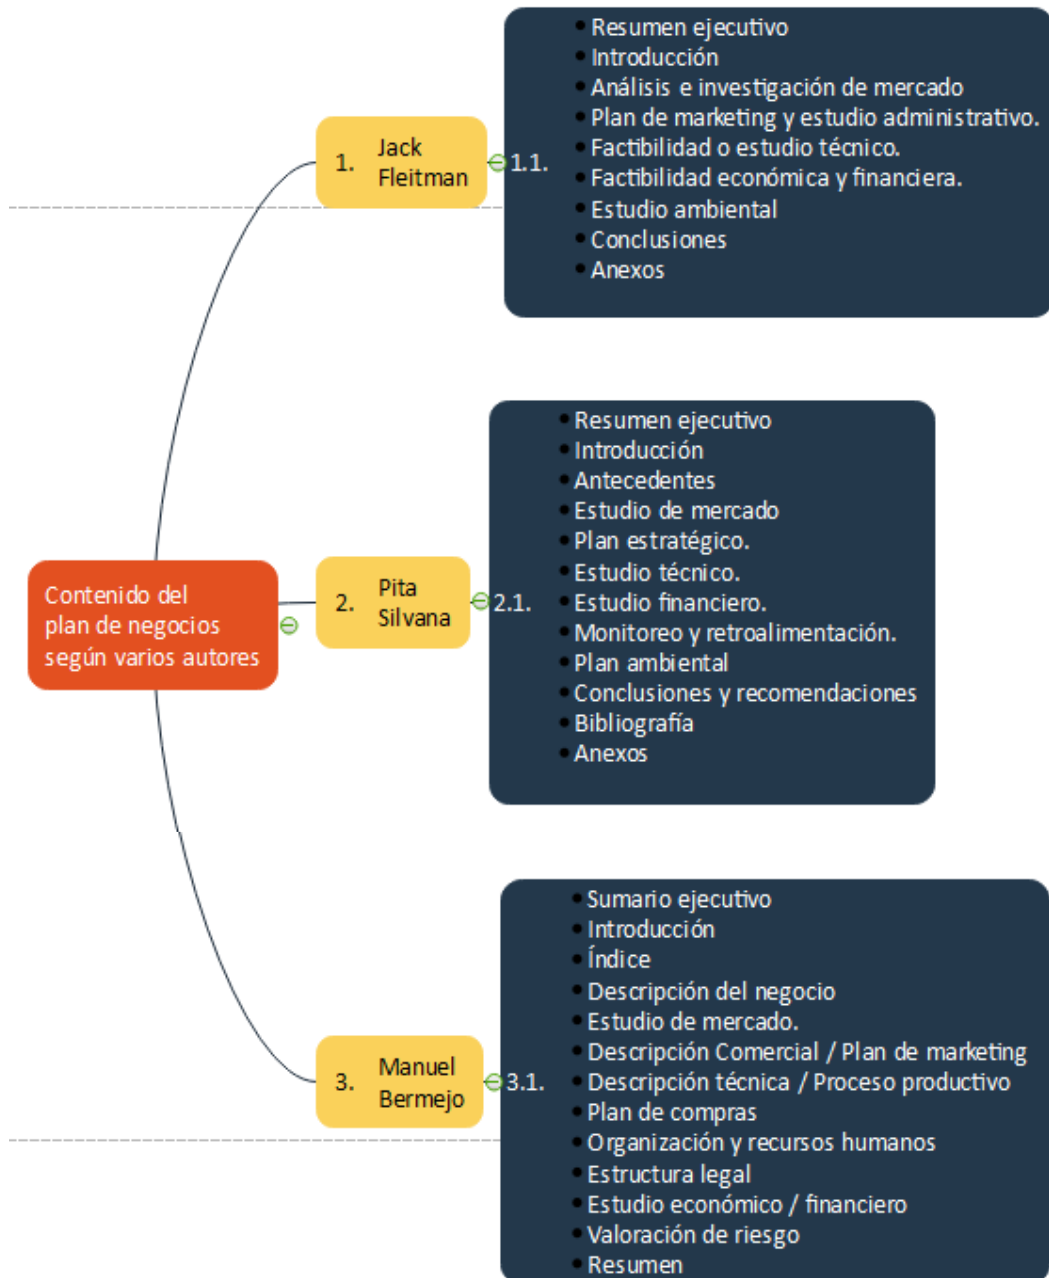 Contenido del
plan de negocios
según varios autores
1. Jack
Fleitman
1.1.
• Resumen ejecutivo
• Introducción
• Análisis e investigación de mercado
• Plan de marketing y estudio administrativo.
• Factibilidad o estudio técnico.
• Factibilidad económica y financiera.
• Estudio ambiental
• Conclusiones
• Anexos
2. Pita
Silvana
2.1.
• Resumen ejecutivo
• Introducción
• Antecedentes
• Estudio de mercado
• Plan estratégico.
• Estudio técnico.
• Estudio financiero.
• Monitoreo y retroalimentación.
• Plan ambiental
• Conclusiones y recomendaciones
• Bibliografía
• Anexos
3. Manuel
Bermejo
3.1.
• Sumario ejecutivo
• Introducción
• Índice
• Descripción del negocio
• Estudio de mercado.
• Descripción Comercial / Plan de marketing
• Descripción técnica / Proceso productivo
• Plan de compras
• Organización y recursos humanos
• Estructura legal
• Estudio económico / financiero
• Valoración de riesgo
• Resumen